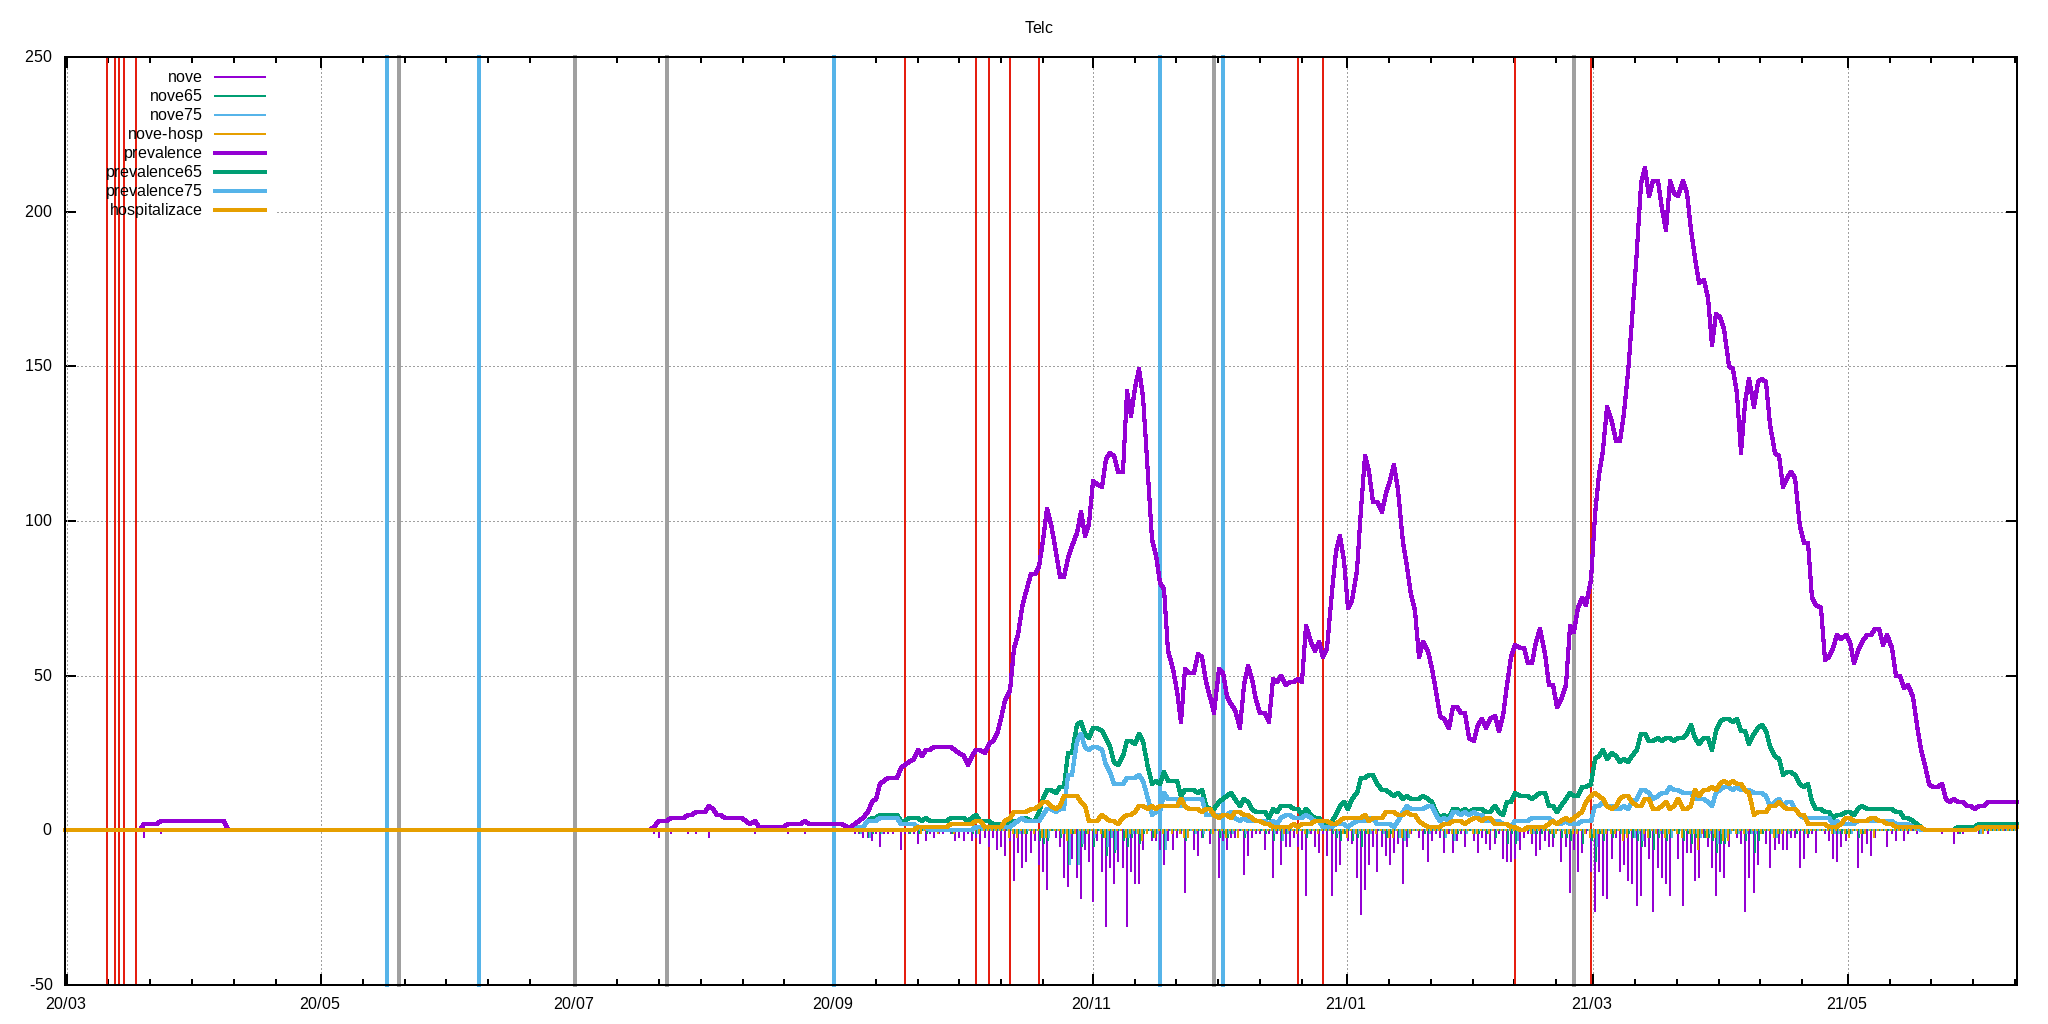 Telc
250
200
150
100
50
0
-50
nove
nove65
nove75
nove-hosp
prevalence
prevalence65
prevalence75
hospitalizace
20/03 20/05 20/07 20/09 20/11 21/01 21/03 21/05